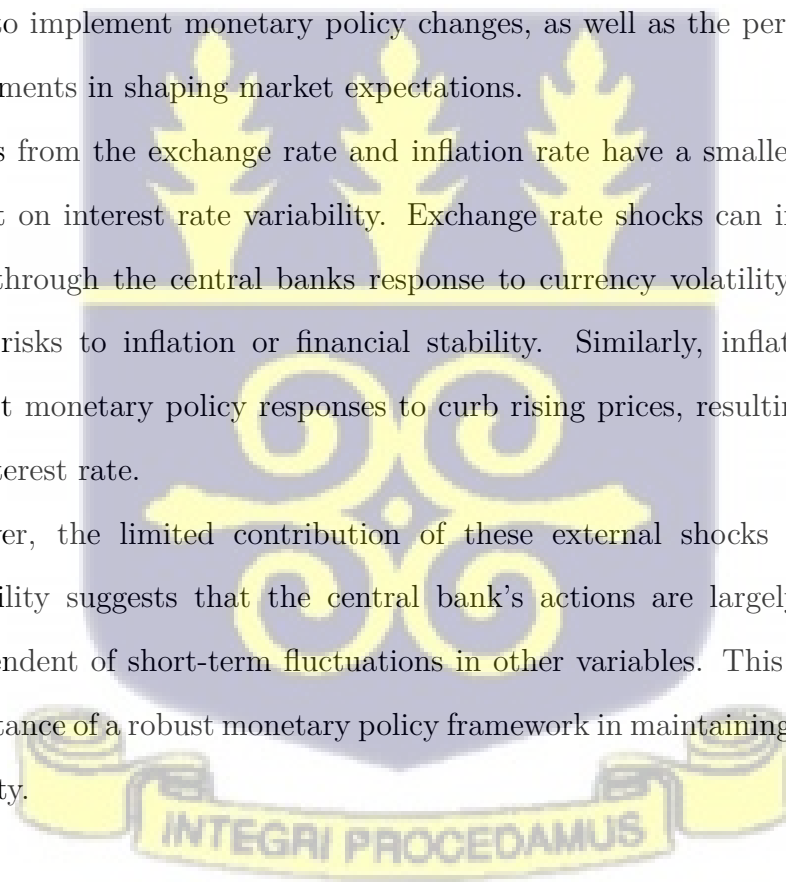 to implement monetary policy changes, as well as the per
ments in shaping market expectations.
s from the exchange rate and inflation rate have a smalle
t on interest rate variability. Exchange rate shocks can i
through the central banks response to currency volatility
risks to inflation or financial stability. Similarly, inflat
t monetary policy responses to curb rising prices, resultin
terest rate.
er, the limited contribution of these external shocks
ility suggests that the central bank's actions are largely
endent of short-term fluctuations in other variables. This
tance of a robust monetary policy framework in maintaining
ty.
INTEGRI PROCEDAMUS